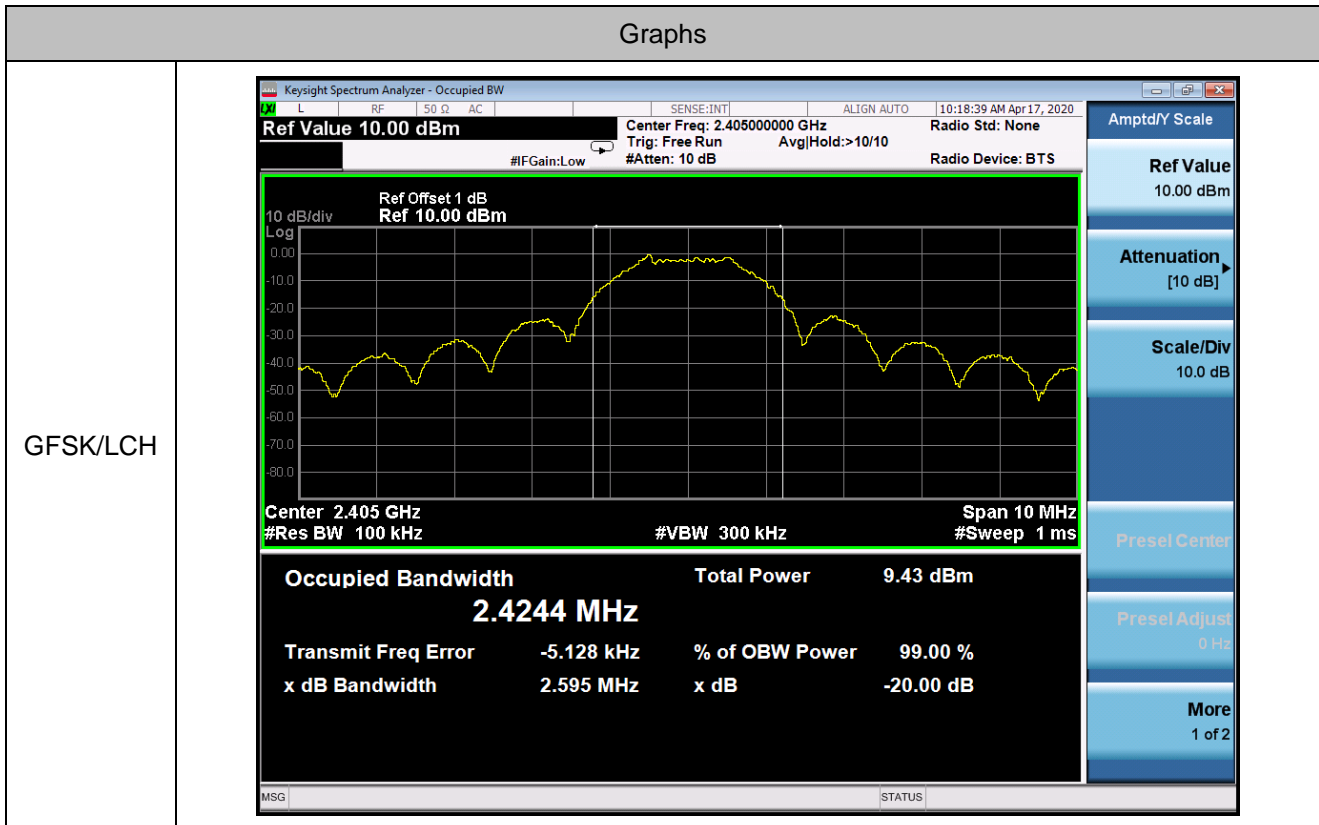 Graphs
GFSK/LCH
Keysight Spectrum Analyzer - Occupied BW
LXI L RF 50 Ω AC SENSE:INT ALIGN AUTO 10:18:39 AM Apr 17, 2020
Ref Value 10.00 dBm
Center Freq: 2.405000000 GHz Radio Std: None
Trig: Free Run Avg|Hold:>10/10
#IFGain:Low #Atten: 10 dB Radio Device: BTS
Ref Offset 1 dB
10 dB/div Ref 10.00 dBm
Log
0.00
-10.0
-20.0
-30.0
-40.0
-50.0
-60.0
-70.0
-80.0
Center 2.405 GHz Span 10 MHz
#Res BW 100 kHz #VBW 300 kHz #Sweep 1 ms
Occupied Bandwidth Total Power 9.43 dBm
2.4244 MHz
Transmit Freq Error -5.128 kHz % of OBW Power 99.00 %
x dB Bandwidth 2.595 MHz x dB -20.00 dB
MSG STATUS
Amptd/Y Scale
Ref Value
10.00 dBm
Attenuation
[10 dB]
Scale/Div
10.0 dB
Presel Center
Presel Adjust
0 Hz
More
1 of 2